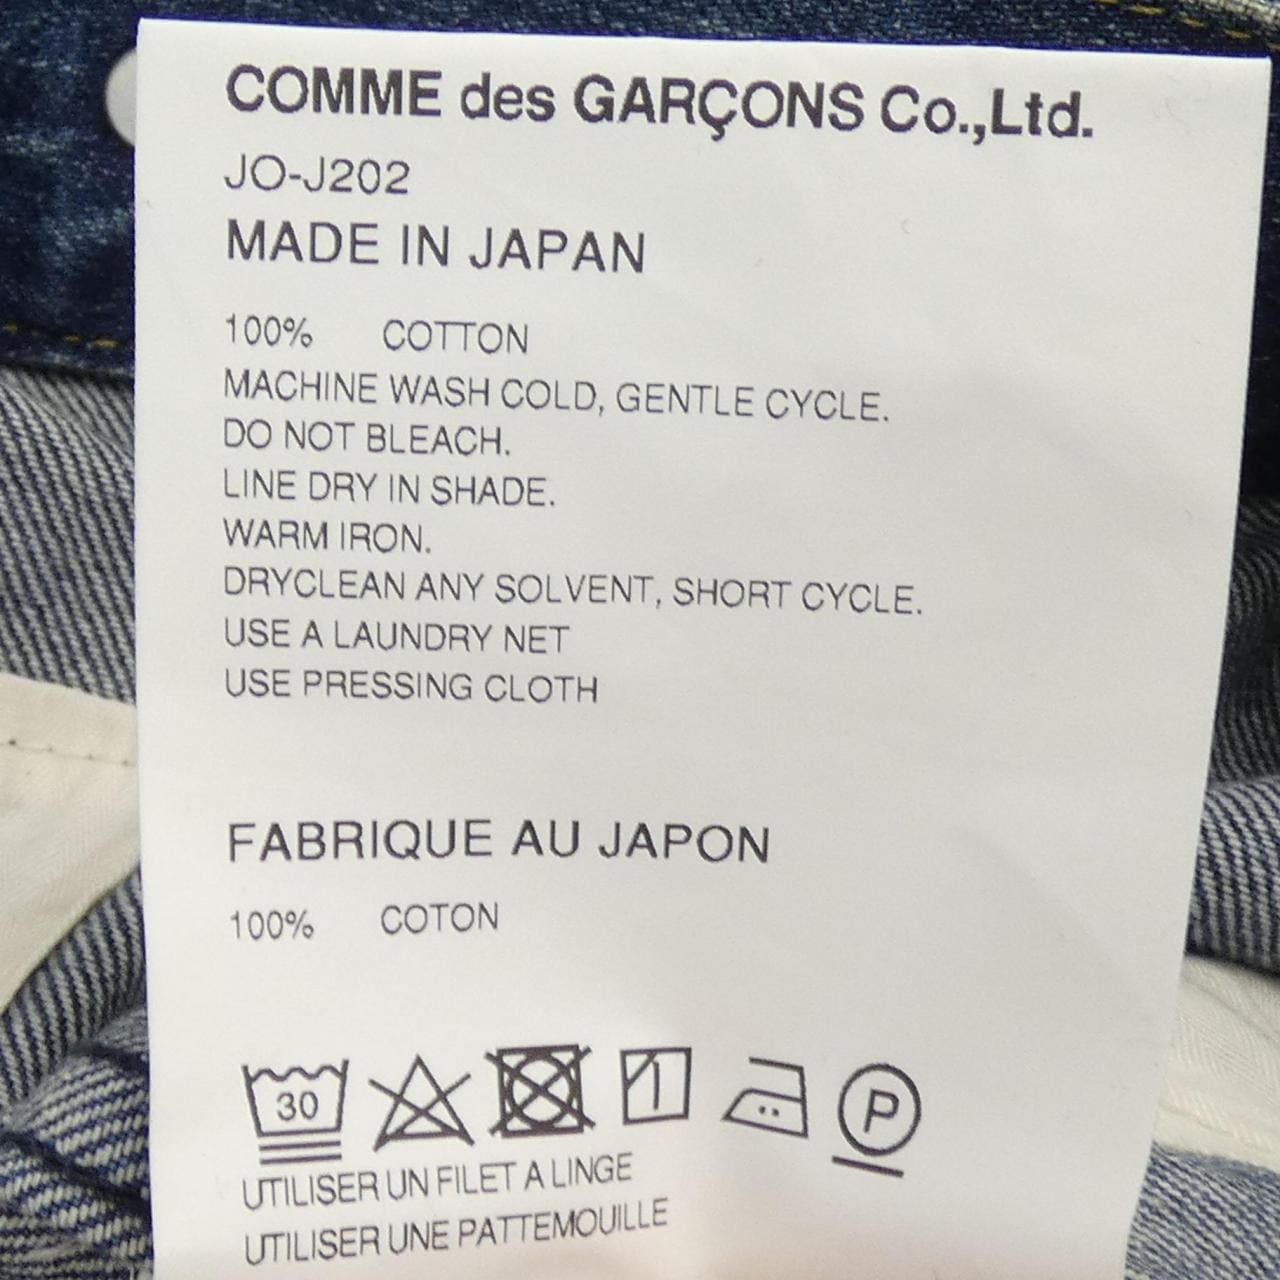 COMME des GARÇONS Co.,Ltd.
JO-J202
MADE IN JAPAN
100% COTTON
MACHINE WASH COLD, GENTLE CYCLE.
DO NOT BLEACH.
LINE DRY IN SHADE.
WARM IRON.
DRYCLEAN ANY SOLVENT, SHORT CYCLE.
USE A LAUNDRY NET
USE PRESSING CLOTH
FABRIQUE AU JAPON
100% COTON
30 P
UTILISER UN FILET A LINGE
UTILISER UNE PATTEMOUILLE